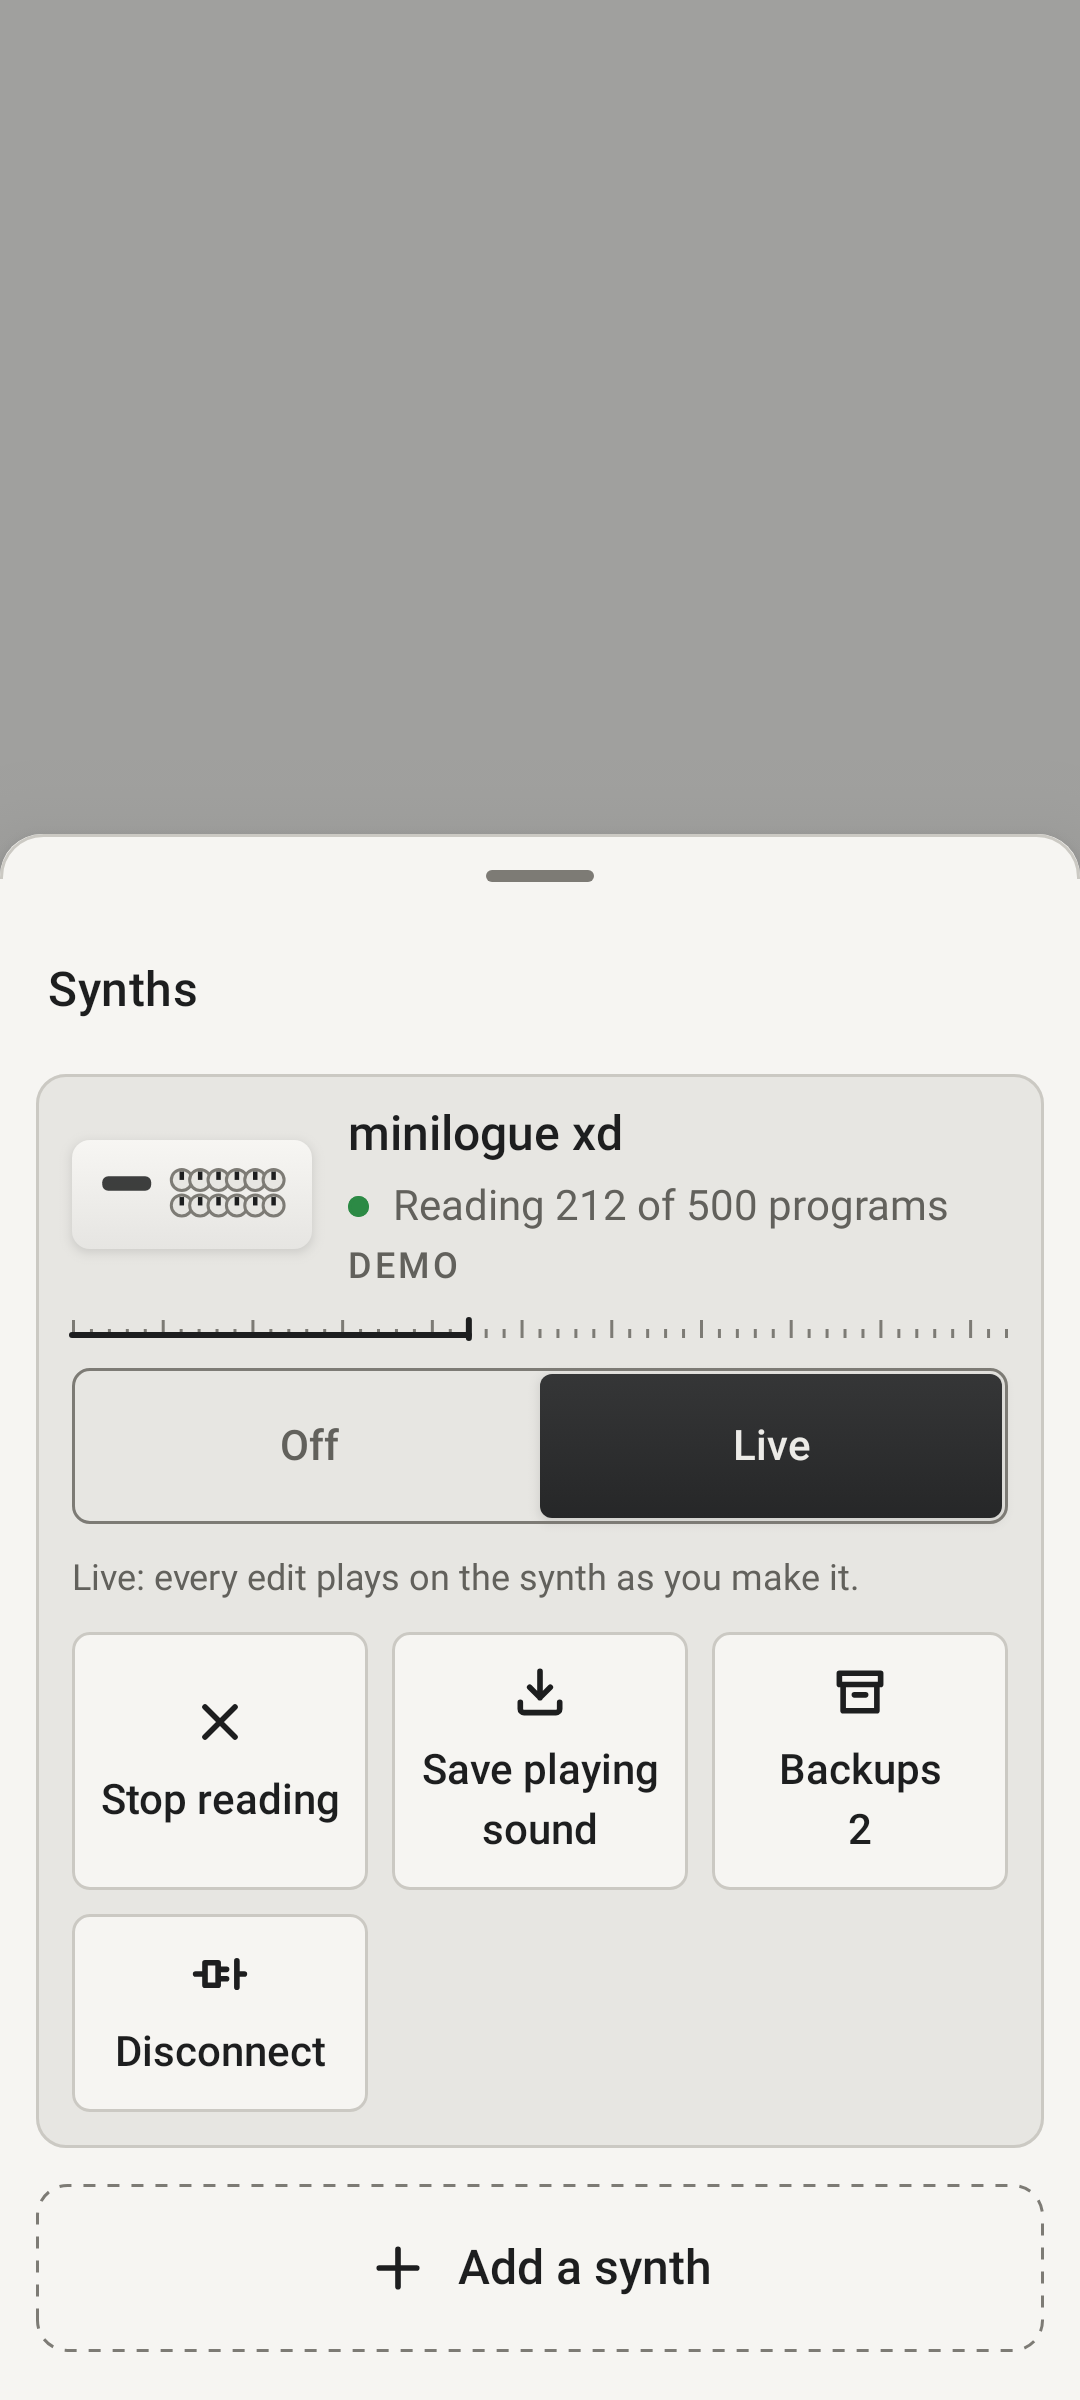 Synths
minilogue xd
Reading 212 of 500 programs
DEMO
Off
Live
Live: every edit plays on the synth as you make it.
Stop reading
Save playing
sound
Backups
2
Disconnect
Add a synth